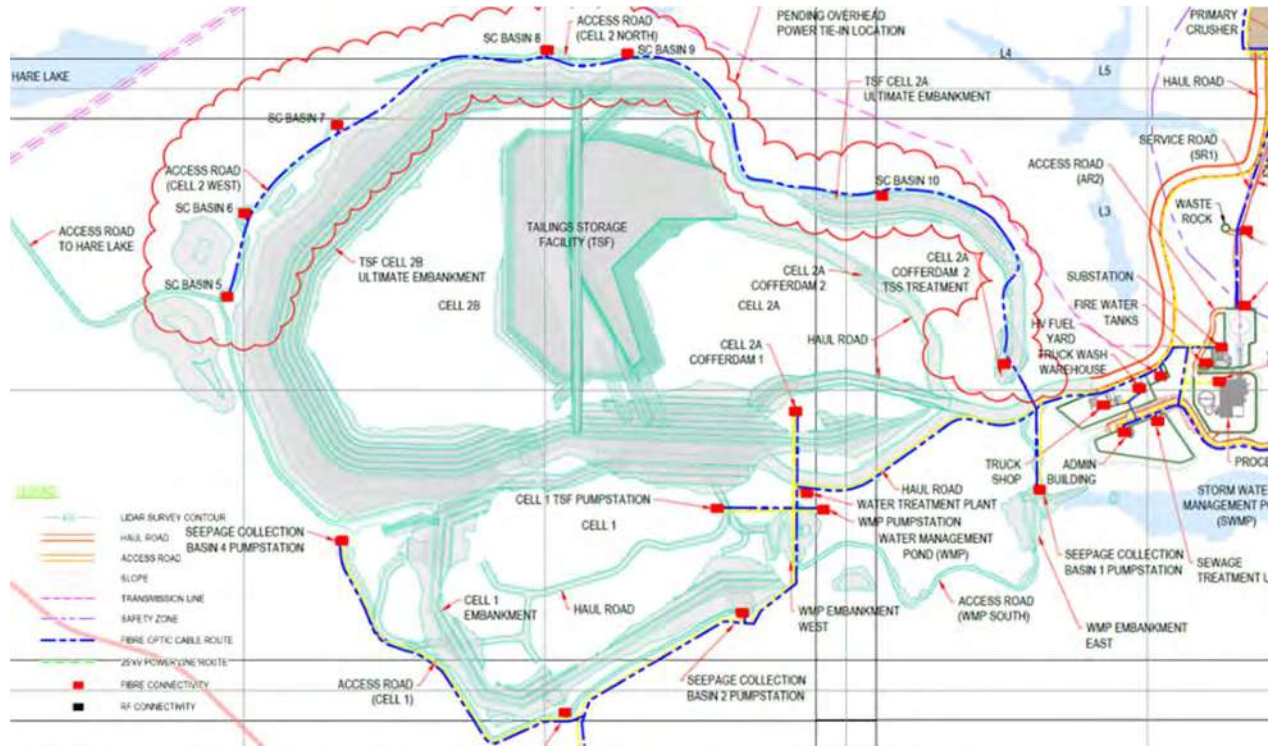 HARE LAKE
SC BASIN 8
ACCESS ROAD
(CELL 2 NORTH)
SC BASIN 9
PENDING OVERHEAD
POWER TIE-IN LOCATION
PRIMARY
CRUSHER
L4
L5
HAUL ROAD
TSF CELL 2A
ULTIMATE EMBANKMENT
SC BASIN 7
SERVICE ROAD
(SR1)
ACCESS ROAD
(AR2)
ACCESS ROAD
(CELL 2 WEST)
SC BASIN 10
SC BASIN 6
L3
WASTE
ROCK
ACCESS ROAD
TO HARE LAKE
TAILINGS STORAGE
FACILITY (TSF)
TSF CELL 2B
ULTIMATE EMBANKMENT
CELL 2A
COFFERDAM 2
CELL 2A
COFFERDAM 2
TSS TREATMENT
SC BASIN 5
CELL 2B
CELL 2A
SUBSTATION
FIRE WATER
TANKS
HV FUEL
YARD
TRUCK WASH
WAREHOUSE
CELL 2A
COFFERDAM 1
HAUL ROAD
TRUCK
SHOP
ADMIN
BUILDING
PROCE
HAUL ROAD
WATER TREATMENT PLANT
WMP PUMPSTATION
WATER MANAGEMENT
POND (WMP)
STORM WATE
MANAGEMENT PO
(SWMP)
CELL 1 TSF PUMPSTATION
CELL 1
SEEPAGE COLLECTION
BASIN 4 PUMPSTATION
SEEPAGE COLLECTION
BASIN 1 PUMPSTATION
SEWAGE
TREATMENT U
CELL 1
EMBANKMENT
HAUL ROAD
WMP EMBANKMENT
WEST
ACCESS ROAD
(WMP SOUTH)
WMP EMBANKMENT
EAST
ACCESS ROAD
(CELL 1)
SEEPAGE COLLECTION
BASIN 2 PUMPSTATION
LEGEND:
LIDAR SURVEY CONTOUR
HAUL ROAD
ACCESS ROAD
SLOPE
TRANSMISSION LINE
SAFETY ZONE
FIBRE OPTIC CABLE ROUTE
25 kV POWER LINE ROUTE
FIBRE CONNECTIVITY
RF CONNECTIVITY